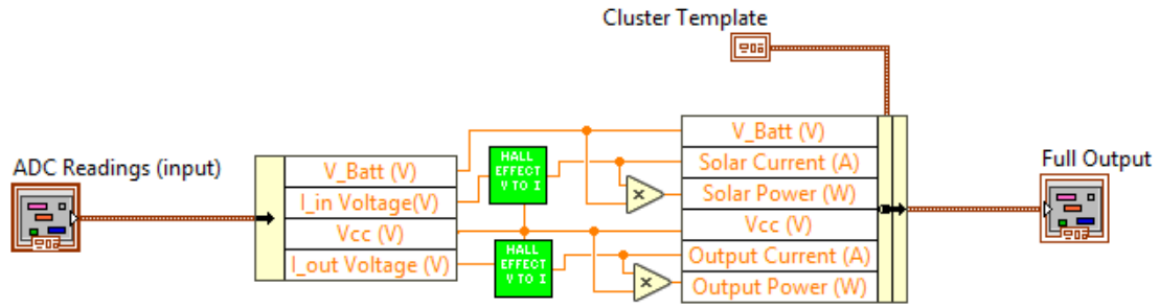 Cluster Template
ADC Readings (input)
V_Batt (V)
I_in Voltage(V)
Vcc (V)
I_out Voltage (V)
HALL
EFFECT
V TO I
HALL
EFFECT
V TO I
×
×
V_Batt (V)
Solar Current (A)
Solar Power (W)
Vcc (V)
Output Current (A)
Output Power (W)
Full Output